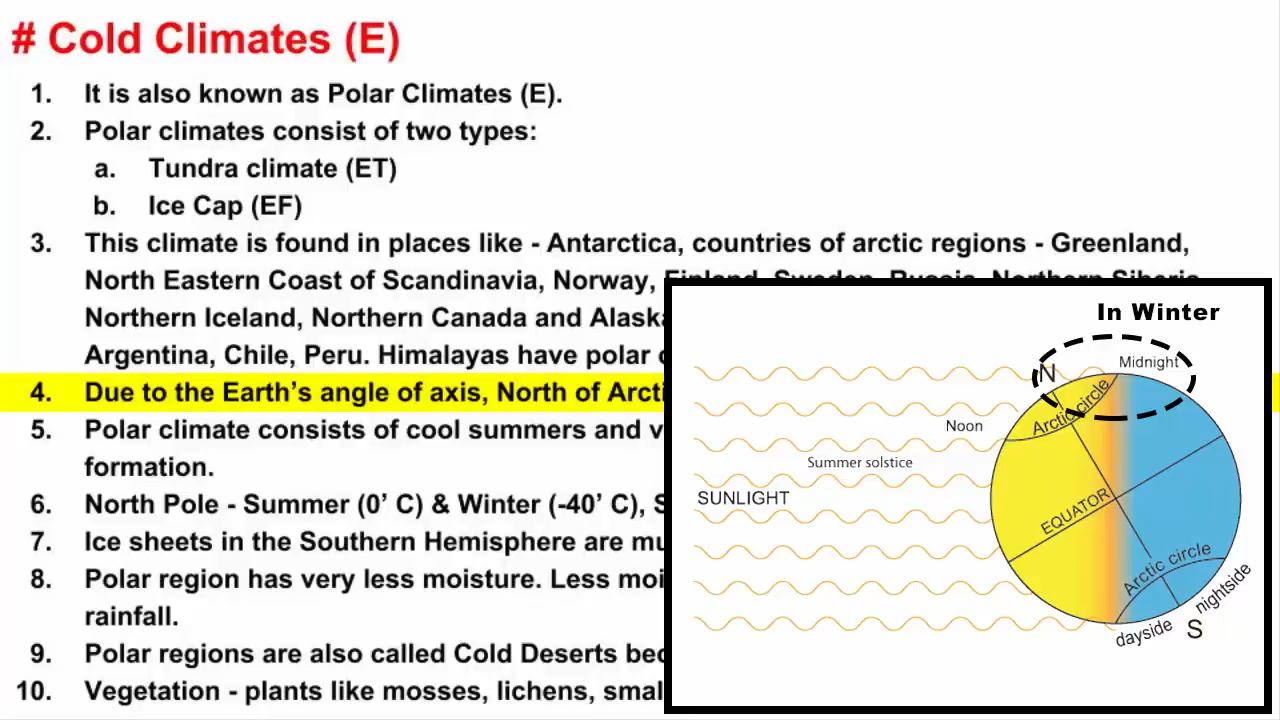 # Cold Climates (E)
1. It is also known as Polar Climates (E).
2. Polar climates consist of two types:
a. Tundra climate (ET)
b. Ice Cap (EF)
3. This climate is found in places like - Antarctica, countries of arctic regions - Greenland,
North Eastern Coast of Scandinavia, Norway, Finland, Sweden, Russia, Northern Siberia
Northern Iceland, Northern Canada and
Argentina, Chile, Peru. Himalayas have polar
4. Due to the Earth's angle of axis, North of
5. Polar climate consists of cool summers and
formation.
6. North Pole - Summer (0' C) & Winter (-40' C),
7. Ice sheets in the Southern Hemisphere are
8. Polar region has very less moisture. Less
rainfall.
9. Polar regions are also called Cold Deserts
10. Vegetation - plants like mosses, lichens,
In Winter
Midnight
N
Arctic circle
Noon
Summer solstice
SUNLIGHT
EQUATOR
Arctic circle
nightside
dayside
S